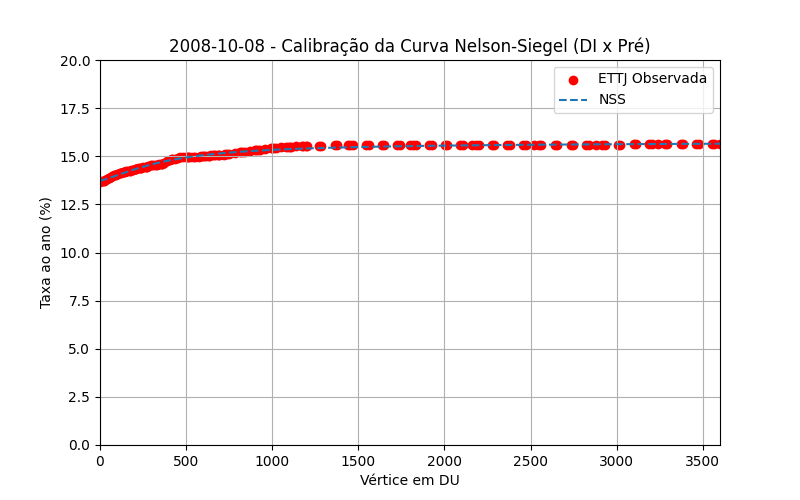 2008-10-08 - Calibração da Curva Nelson-Siegel (DI x Pré)
ETTJ Observada
NSS
Taxa ao ano (%)
20.0
17.5
15.0
12.5
10.0
7.5
5.0
2.5
0.0
0 500 1000 1500 2000 2500 3000 3500
Vértice em DU